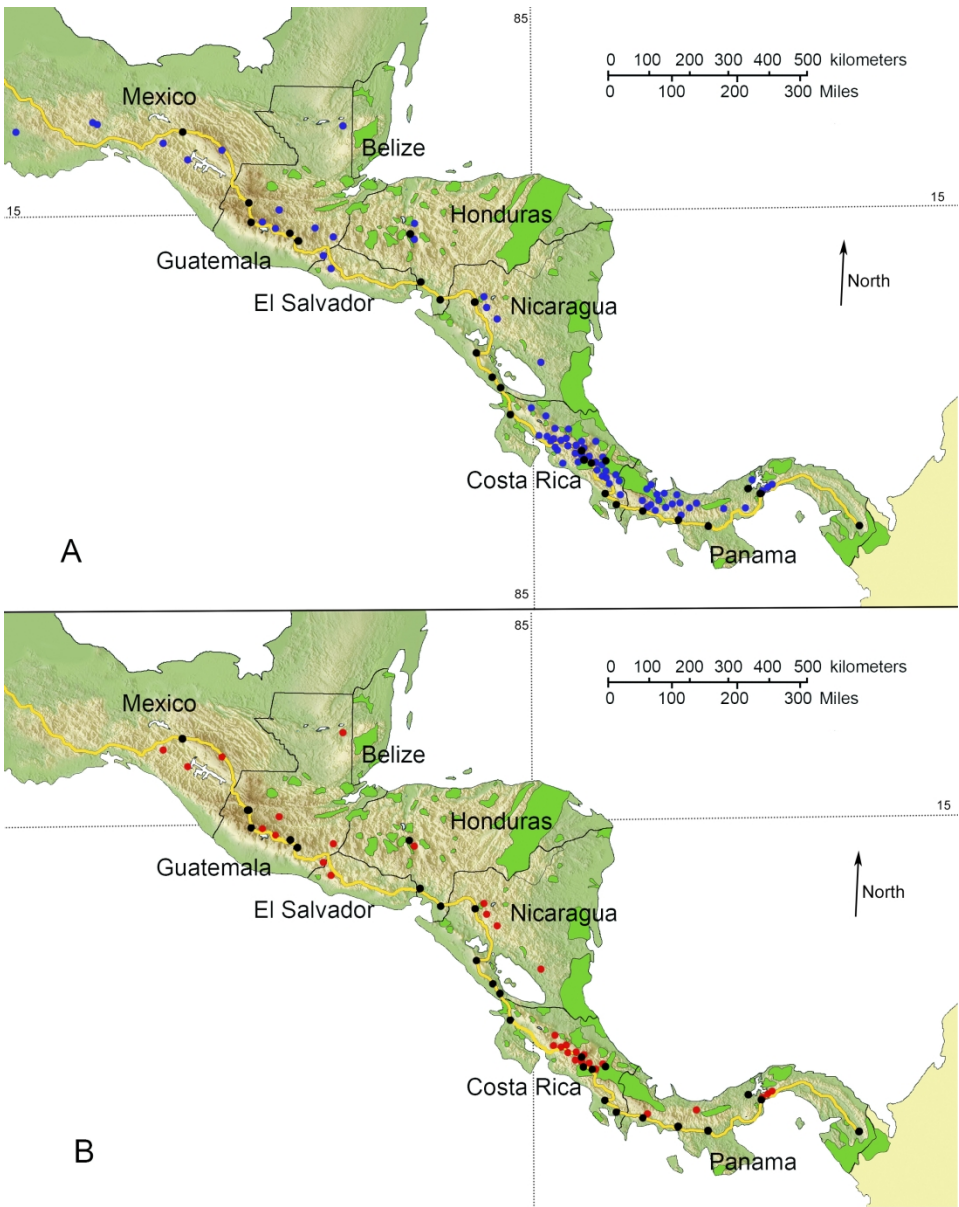 85
0 100 200 300 400 500 kilometers
0 100 200 300 Miles
Mexico
Belize
15
15
Honduras
Guatemala
North
El Salvador
Nicaragua
Costa Rica
A
Panama
85
85
0 100 200 300 400 500 kilometers
0 100 200 300 Miles
Mexico
Belize
15
Honduras
Guatemala
North
El Salvador
Nicaragua
Costa Rica
B
Panama